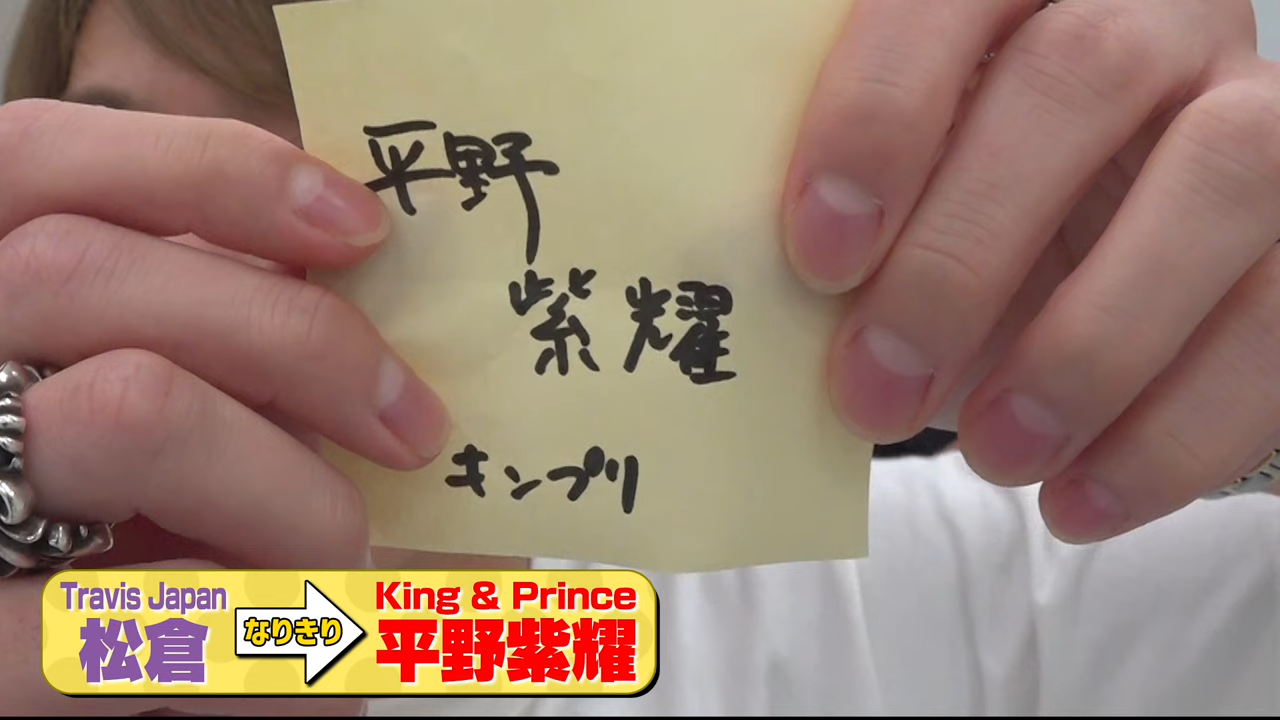 平野
紫耀
キンプリ
Travis Japan
松倉
なりきり
King & Prince
平野紫耀